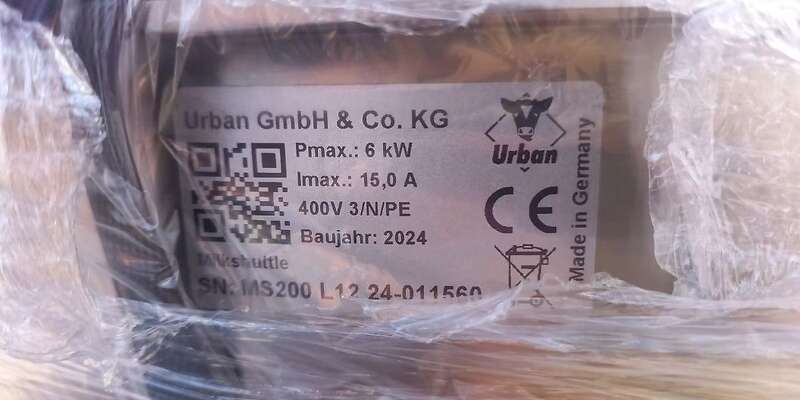 Urban GmbH & Co. KG
Pmax.: 6 kW
Imax.: 15,0 A
400V 3/N/PE
Baujahr: 2024
Milkshuttle
SN: MS200 L12 24-011560
Urban
CE
Made in Germany